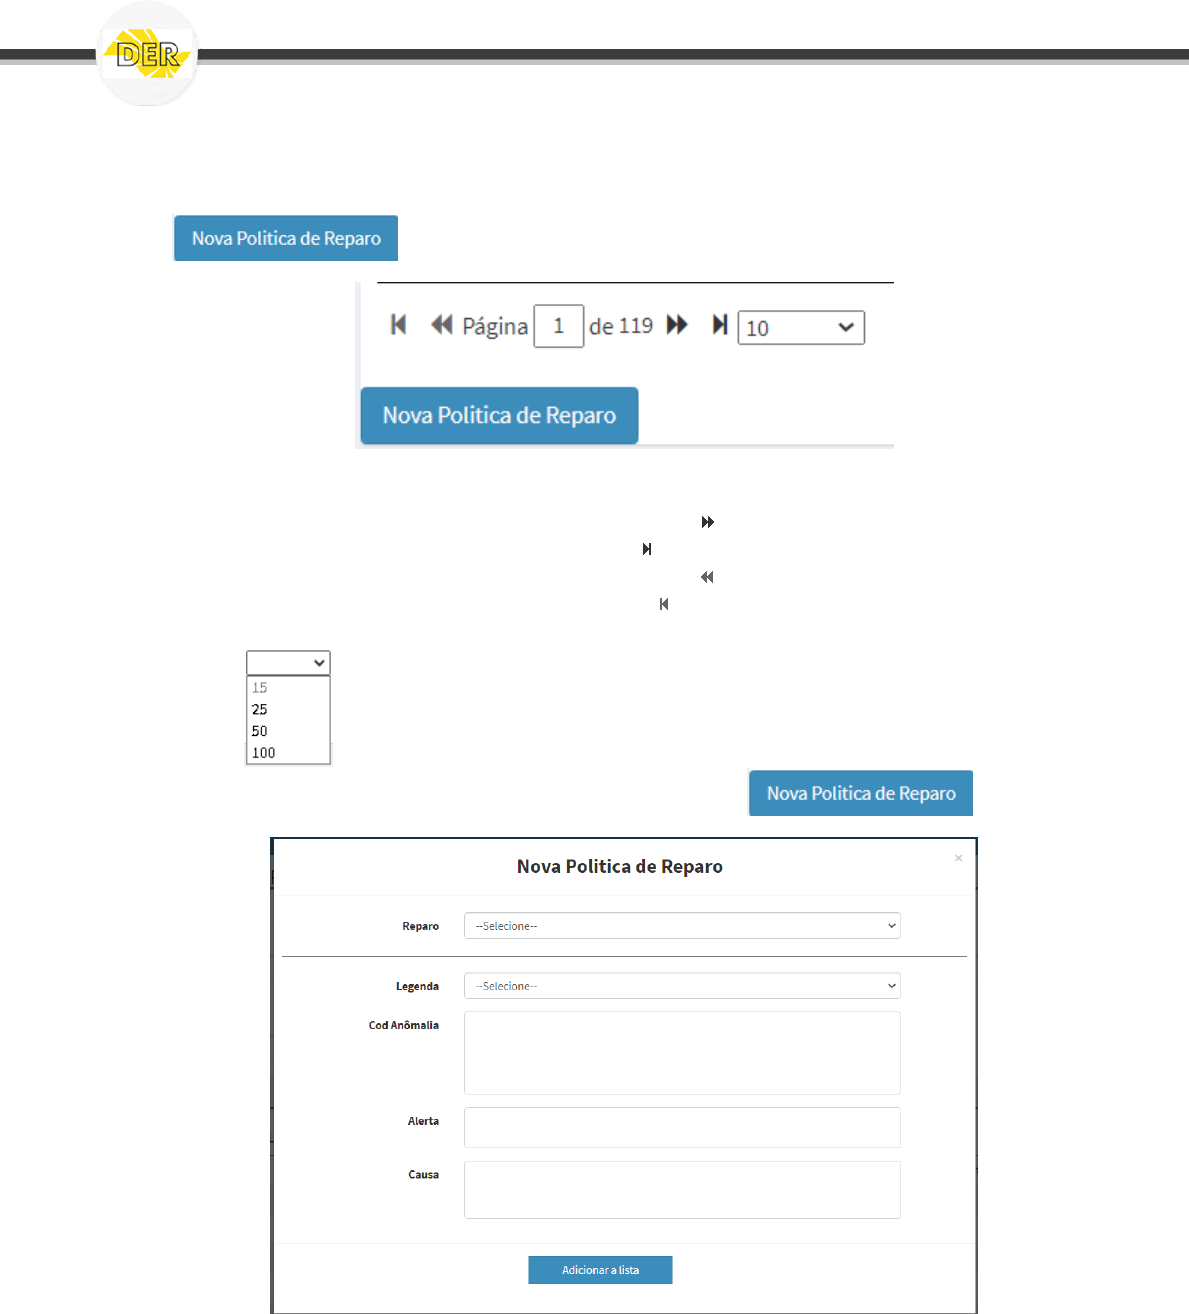 DER
Nova Politica de Reparo
Página 1 de 119 10
Nova Politica de Reparo
15
25
50
100
Nova Politica de Reparo
Nova Politica de Reparo ×
Reparo --Selecione--
Legenda --Selecione--
Cod Anômalia
Alerta
Causa
Adicionar a lista